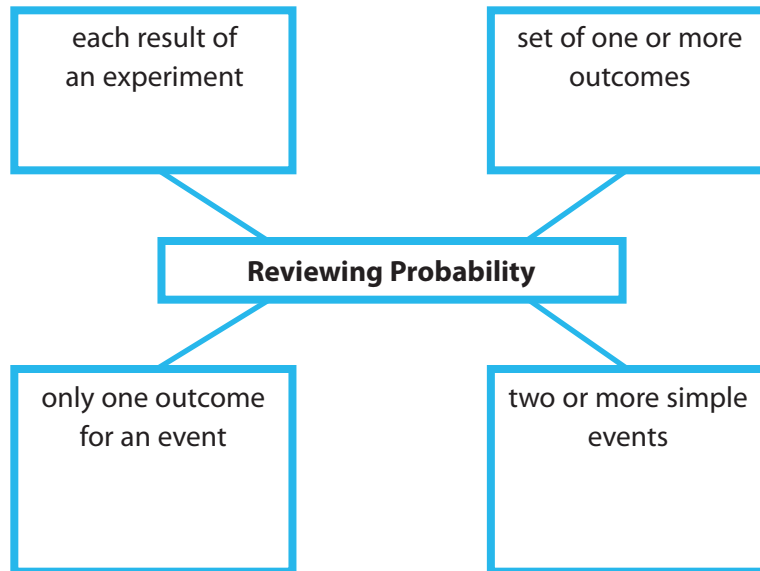 each result of
an experiment
set of one or more
outcomes
Reviewing Probability
only one outcome
for an event
two or more simple
events